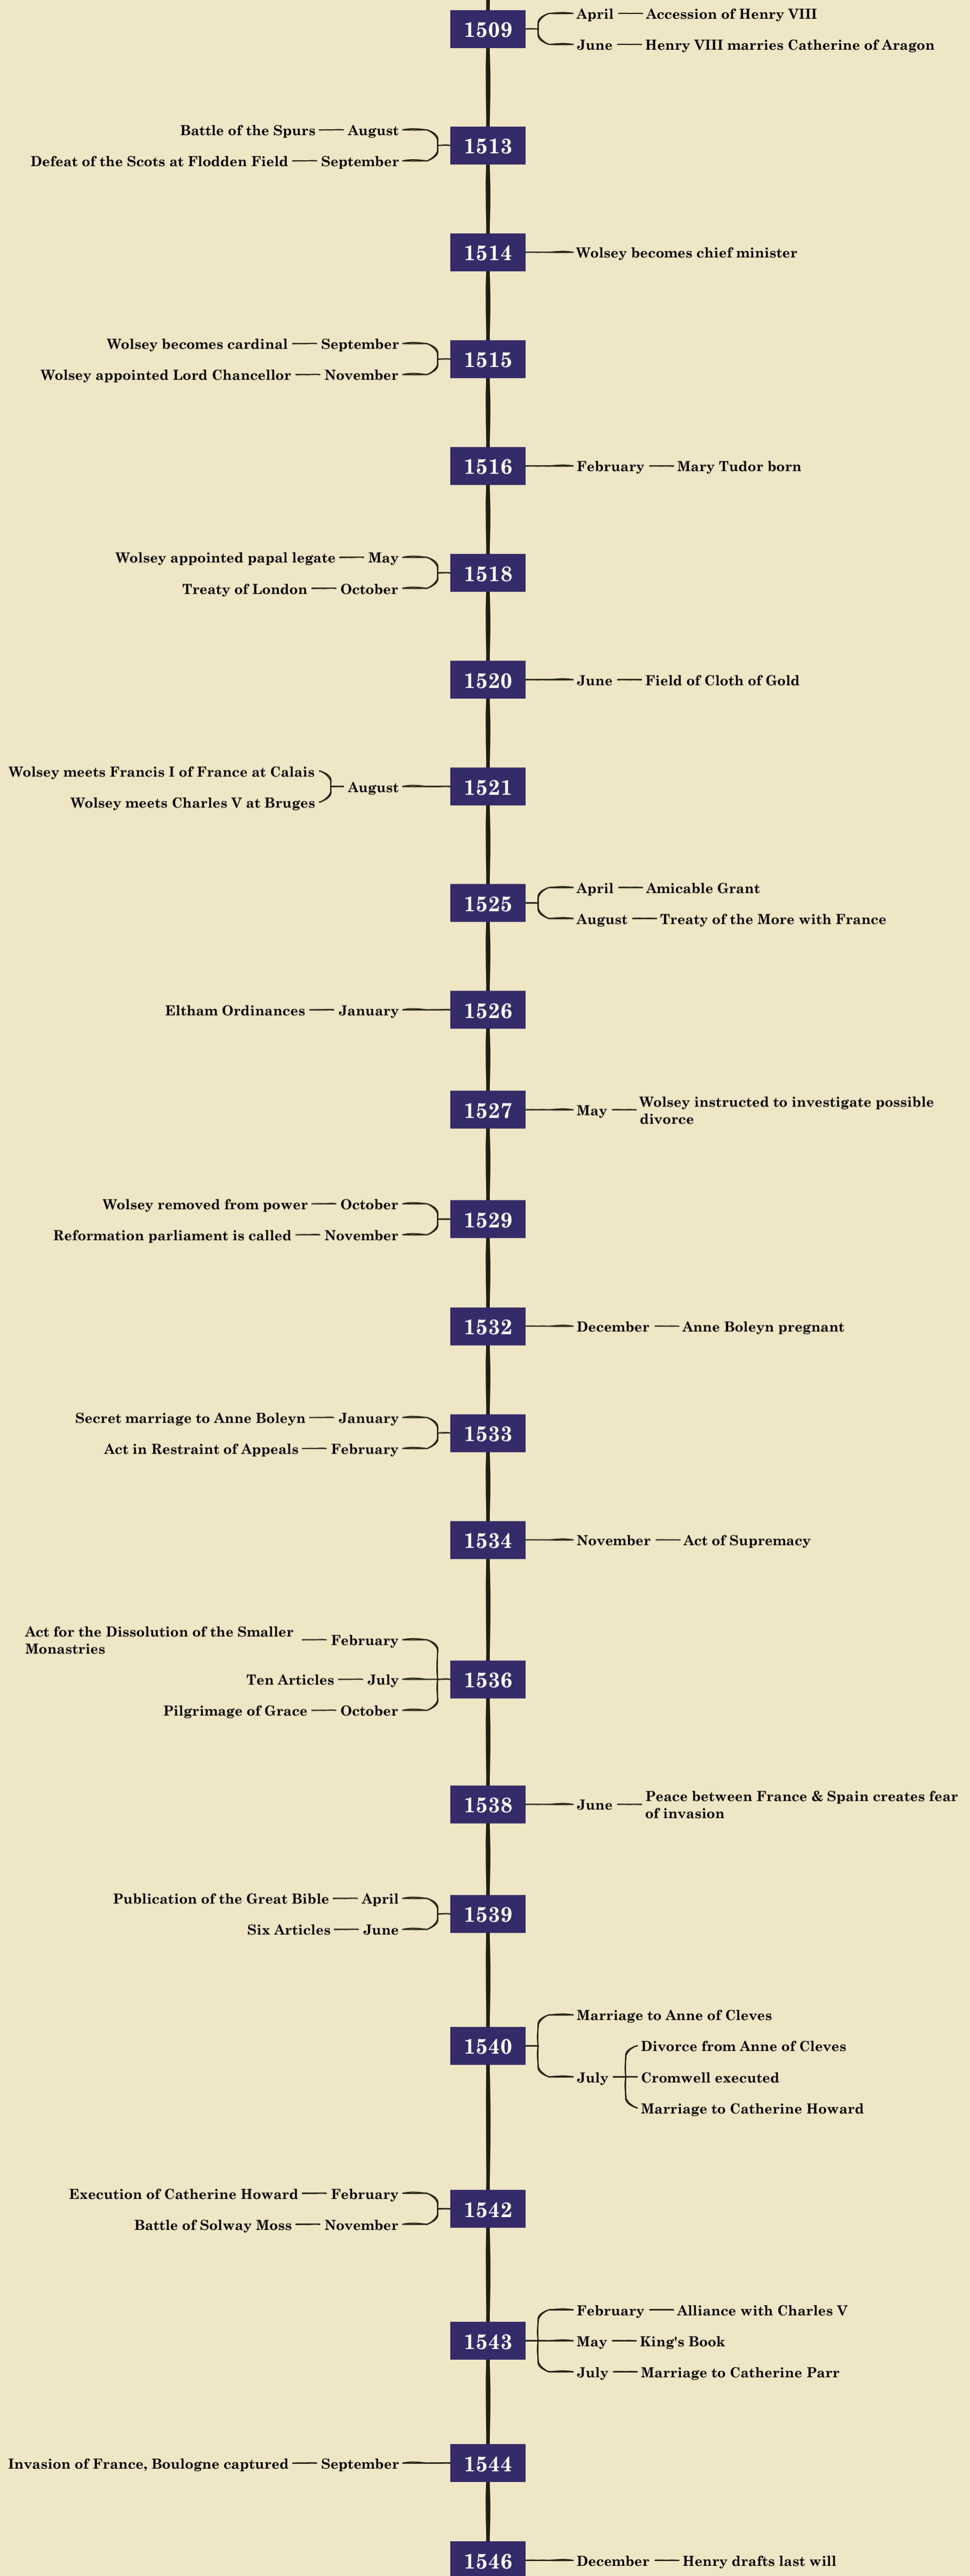 1509
April
Accession of Henry VIII
June
Henry VIII marries Catherine of Aragon
1513
Battle of the Spurs
August
Defeat of the Scots at Flodden Field
September
1514
Wolsey becomes chief minister
1515
Wolsey becomes cardinal
September
Wolsey appointed Lord Chancellor
November
1516
February
Mary Tudor born
1518
Wolsey appointed papal legate
May
Treaty of London
October
1520
June
Field of Cloth of Gold
1521
Wolsey meets Francis I of France at Calais
Wolsey meets Charles V at Bruges
August
1525
April
Amicable Grant
August
Treaty of the More with France
1526
Eltham Ordinances
January
1527
May
Wolsey instructed to investigate possible
divorce
1529
Wolsey removed from power
October
Reformation parliament is called
November
1532
December
Anne Boleyn pregnant
1533
Secret marriage to Anne Boleyn
January
Act in Restraint of Appeals
February
1534
November
Act of Supremacy
1536
Act for the Dissolution of the Smaller
Monastries
February
Ten Articles
July
Pilgrimage of Grace
October
1538
June
Peace between France & Spain creates fear
of invasion
1539
Publication of the Great Bible
April
Six Articles
June
1540
Marriage to Anne of Cleves
July
Divorce from Anne of Cleves
Cromwell executed
Marriage to Catherine Howard
1542
Execution of Catherine Howard
February
Battle of Solway Moss
November
1543
February
Alliance with Charles V
May
King's Book
July
Marriage to Catherine Parr
1544
Invasion of France, Boulogne captured
September
1546
December
Henry drafts last will